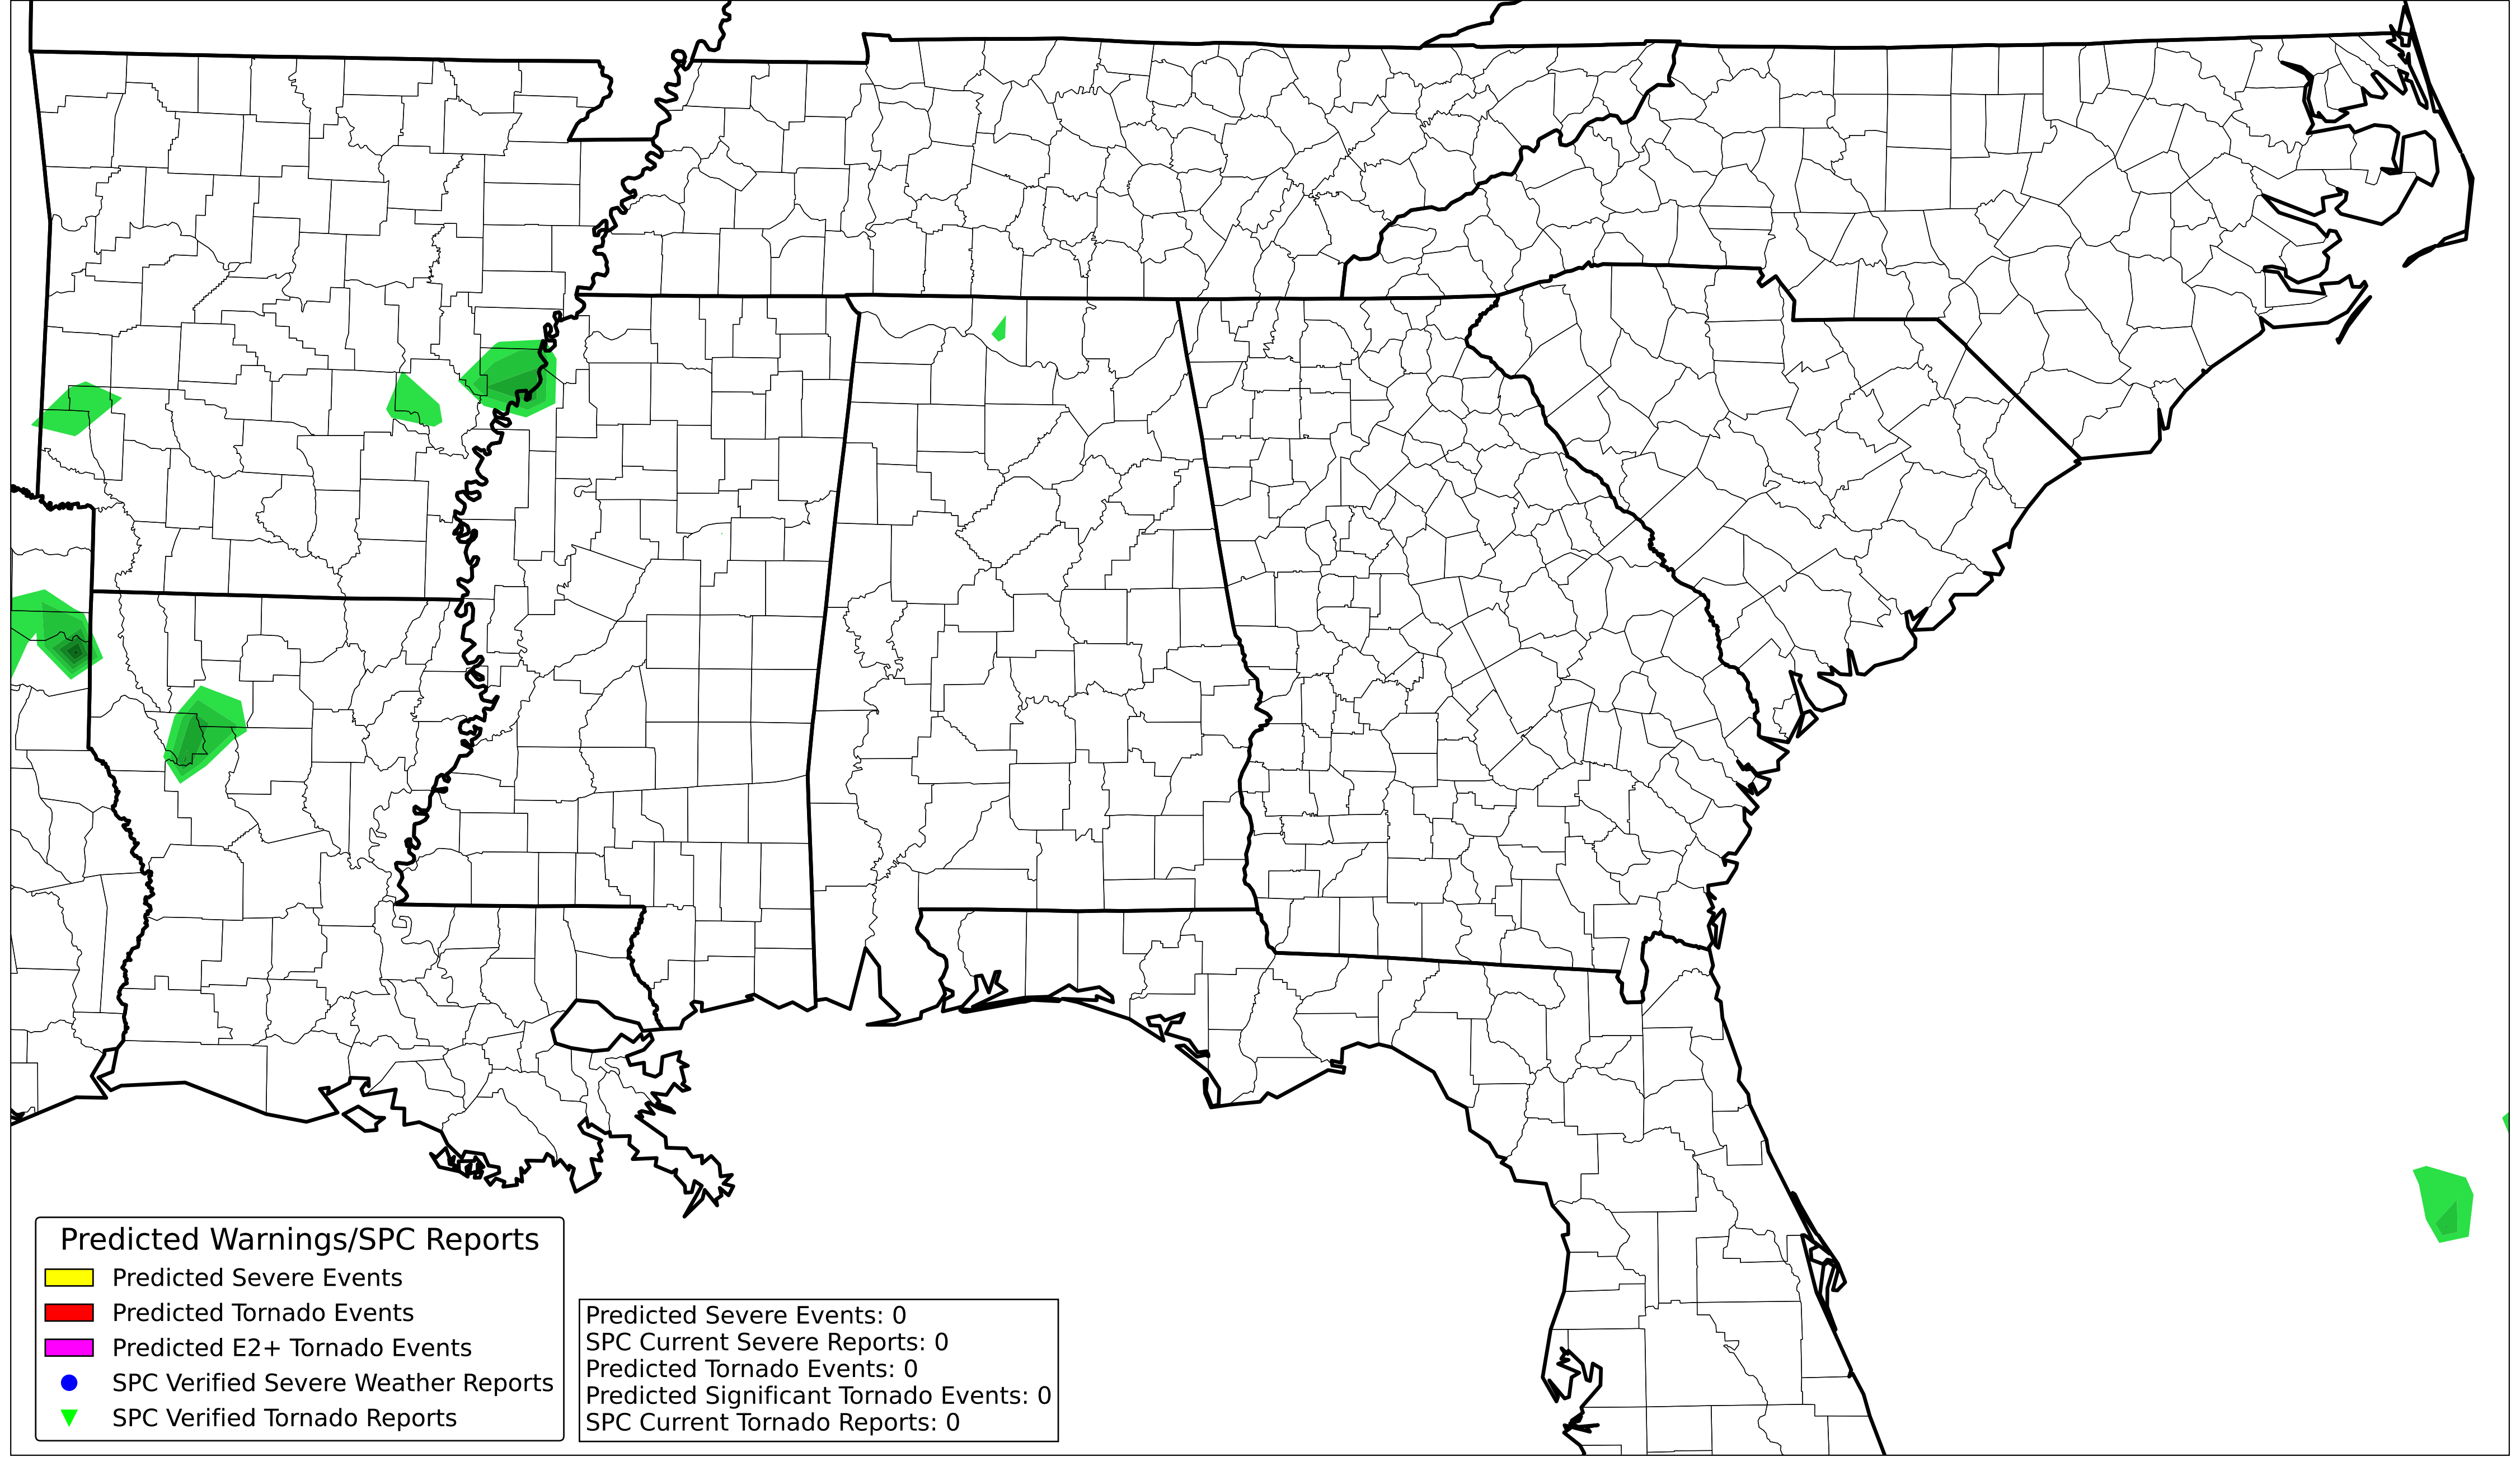 Predicted Warnings/SPC Reports
Predicted Severe Events
Predicted Tornado Events
Predicted E2+ Tornado Events
SPC Verified Severe Weather Reports
SPC Verified Tornado Reports
Predicted Severe Events: 0
SPC Current Severe Reports: 0
Predicted Tornado Events: 0
Predicted Significant Tornado Events: 0
SPC Current Tornado Reports: 0